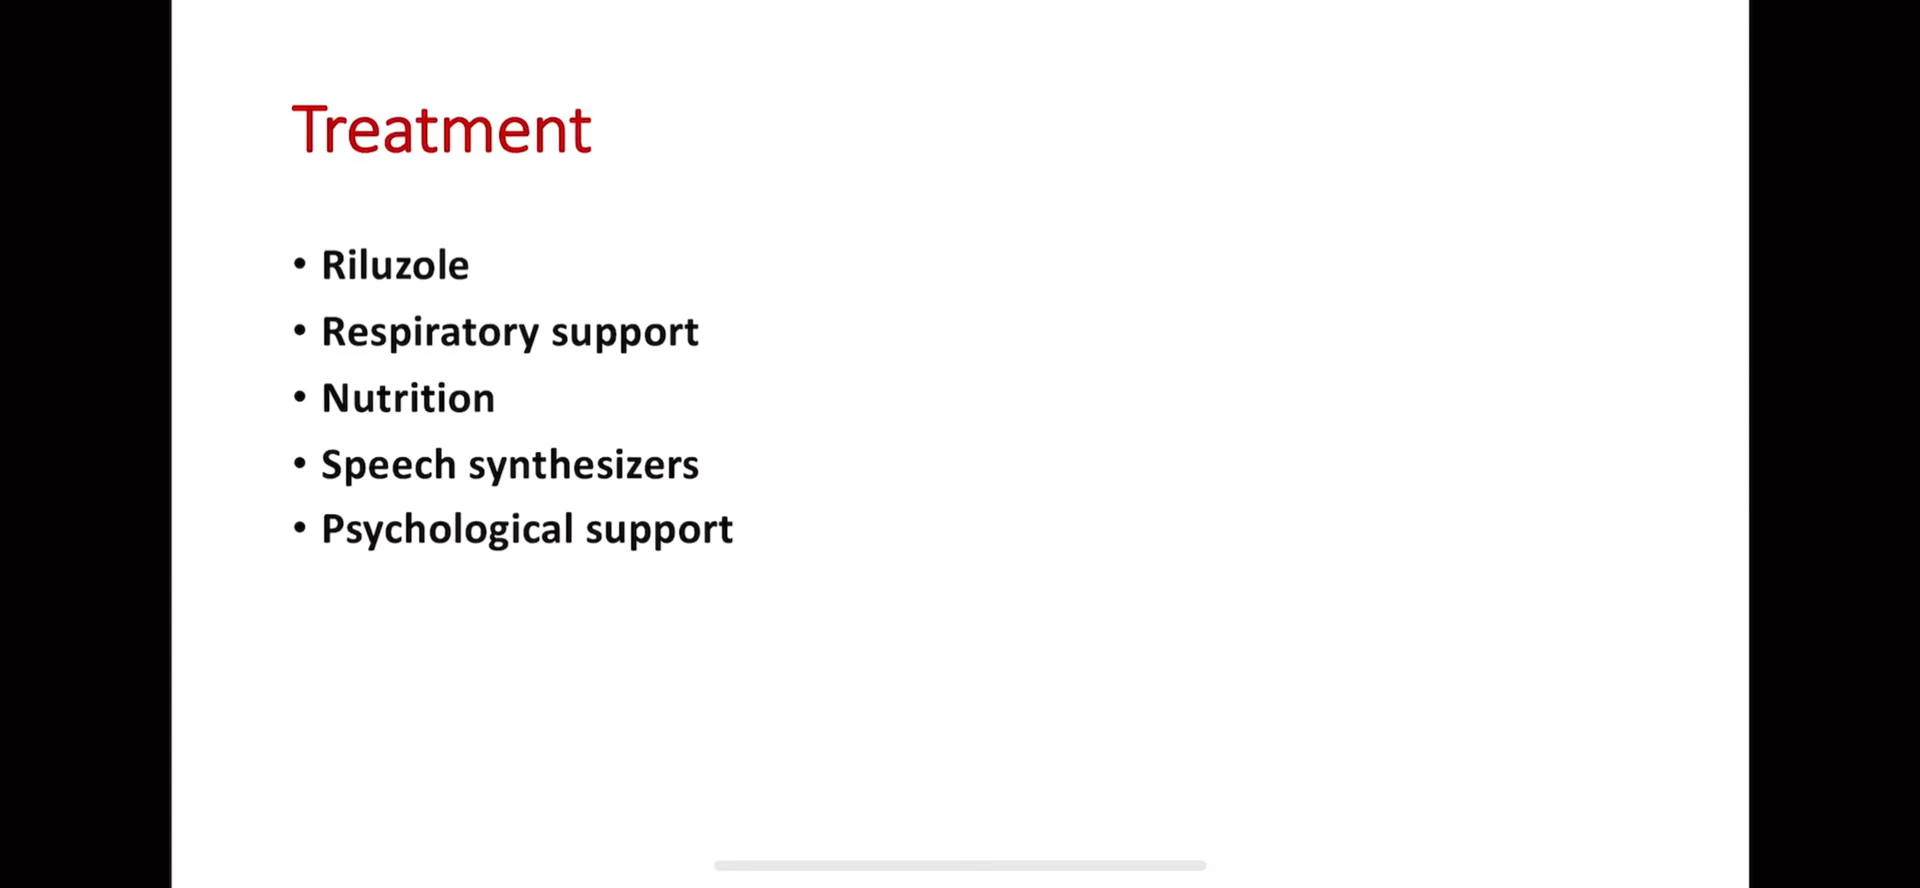 Treatment
• Riluzole
• Respiratory support
• Nutrition
• Speech synthesizers
• Psychological support